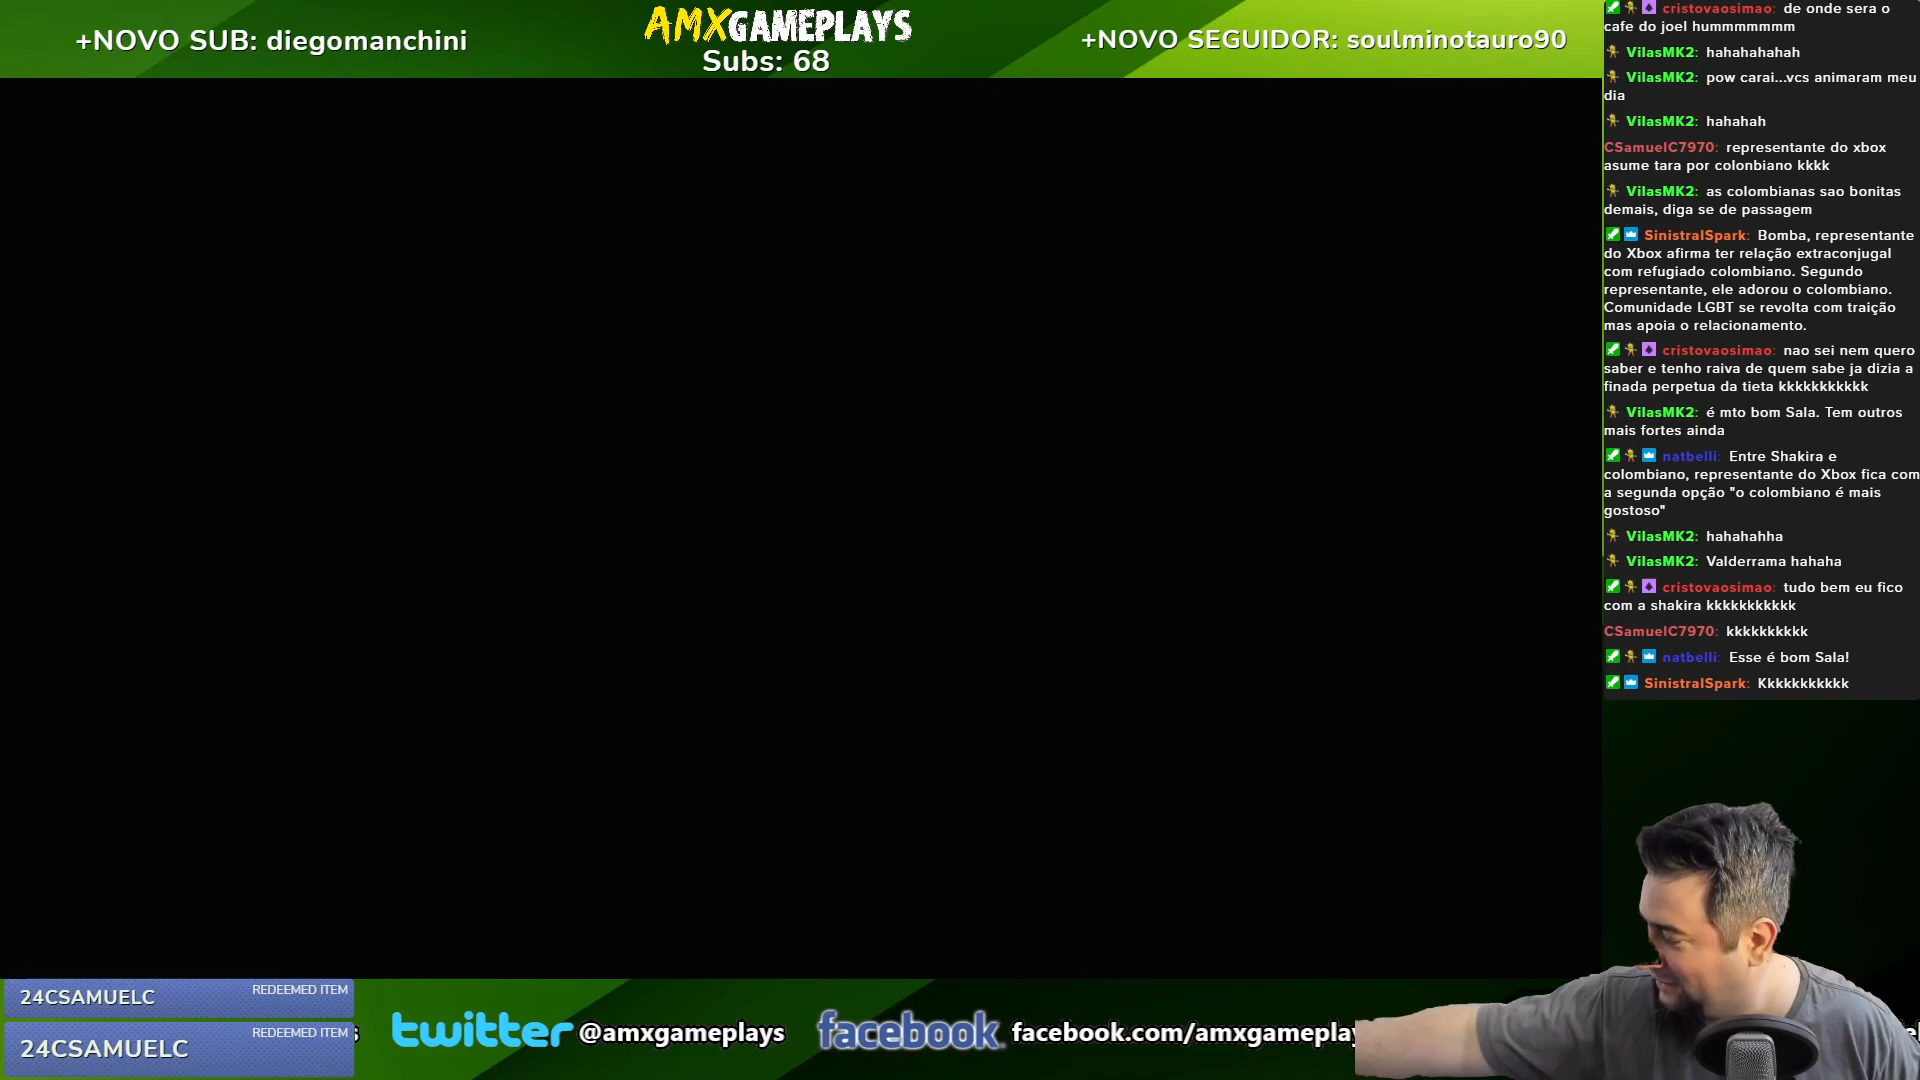 +NOVO SUB: diegomanchini
AMXGAMEPLAYS
Subs: 68
+NOVO SEGUIDOR: soulminotauro90
cristovaosimao: de onde sera o
cafe do joel hummmmmmm
VilasMK2: hahahahahah
VilasMK2: pow carai...vcs animaram meu
dia
VilasMK2: hahahah
CSamuelC7970: representante do xbox
asume tara por colonbiano kkkk
VilasMK2: as colombianas sao bonitas
demais, diga se de passagem
SinistralSpark: Bomba, representante
do Xbox afirma ter relação extraconjugal
com refugiado colombiano. Segundo
representante, ele adorou o colombiano.
Comunidade LGBT se revolta com traição
mas apoia o relacionamento.
cristovaosimao: nao sei nem quero
saber e tenho raiva de quem sabe ja dizia a
finada perpetua da tieta kkkkkkkkkkk
VilasMK2: é mto bom Sala. Tem outros
mais fortes ainda
natbelli: Entre Shakira e
colombiano, representante do Xbox fica com
a segunda opção "o colombiano é mais
gostoso"
VilasMK2: hahahahha
VilasMK2: Valderrama hahaha
cristovaosimao: tudo bem eu fico
com a shakira kkkkkkkkkkk
CSamuelC7970: kkkkkkkkkk
natbelli: Esse é bom Sala!
SinistralSpark: Kkkkkkkkkkk
24CSAMUELC REDEEMED ITEM
24CSAMUELC REDEEMED ITEM
twitter @amxgameplays facebook facebook.com/amxgameplay